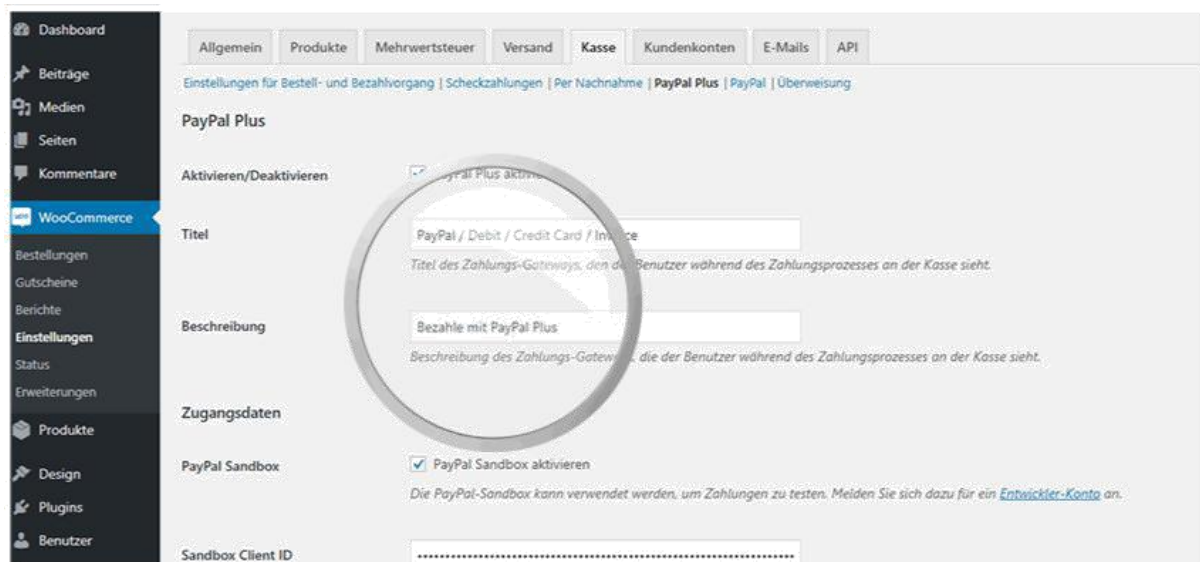 Dashboard
Beiträge
Medien
Seiten
Kommentare
WooCommerce
Bestellungen
Gutscheine
Berichte
Einstellungen
Status
Erweiterungen
Produkte
Design
Plugins
Benutzer
Allgemein Produkte Mehrwertsteuer Versand Kasse Kundenkonten E-Mails API
Einstellungen für Bestell- und Bezahlvorgang | Scheckzahlungen | Per Nachnahme | PayPal Plus | PayPal | Überweisung
PayPal Plus
Aktivieren/Deaktivieren
PayPal Plus
Titel
PayPal / Debit / Credit Card / Invoice
Titel des Zahlungs-Gateways, den der Benutzer während des Zahlungsprozesses an der Kasse sieht.
Beschreibung
Bezahle mit PayPal Plus
Beschreibung des Zahlungs-Gateways, die der Benutzer während des Zahlungsprozesses an der Kasse sieht.
Zugangsdaten
PayPal Sandbox
PayPal Sandbox aktivieren
Die PayPal-Sandbox kann verwendet werden, um Zahlungen zu testen. Melden Sie sich dazu für ein Entwickler-Konto an.
Sandbox Client ID